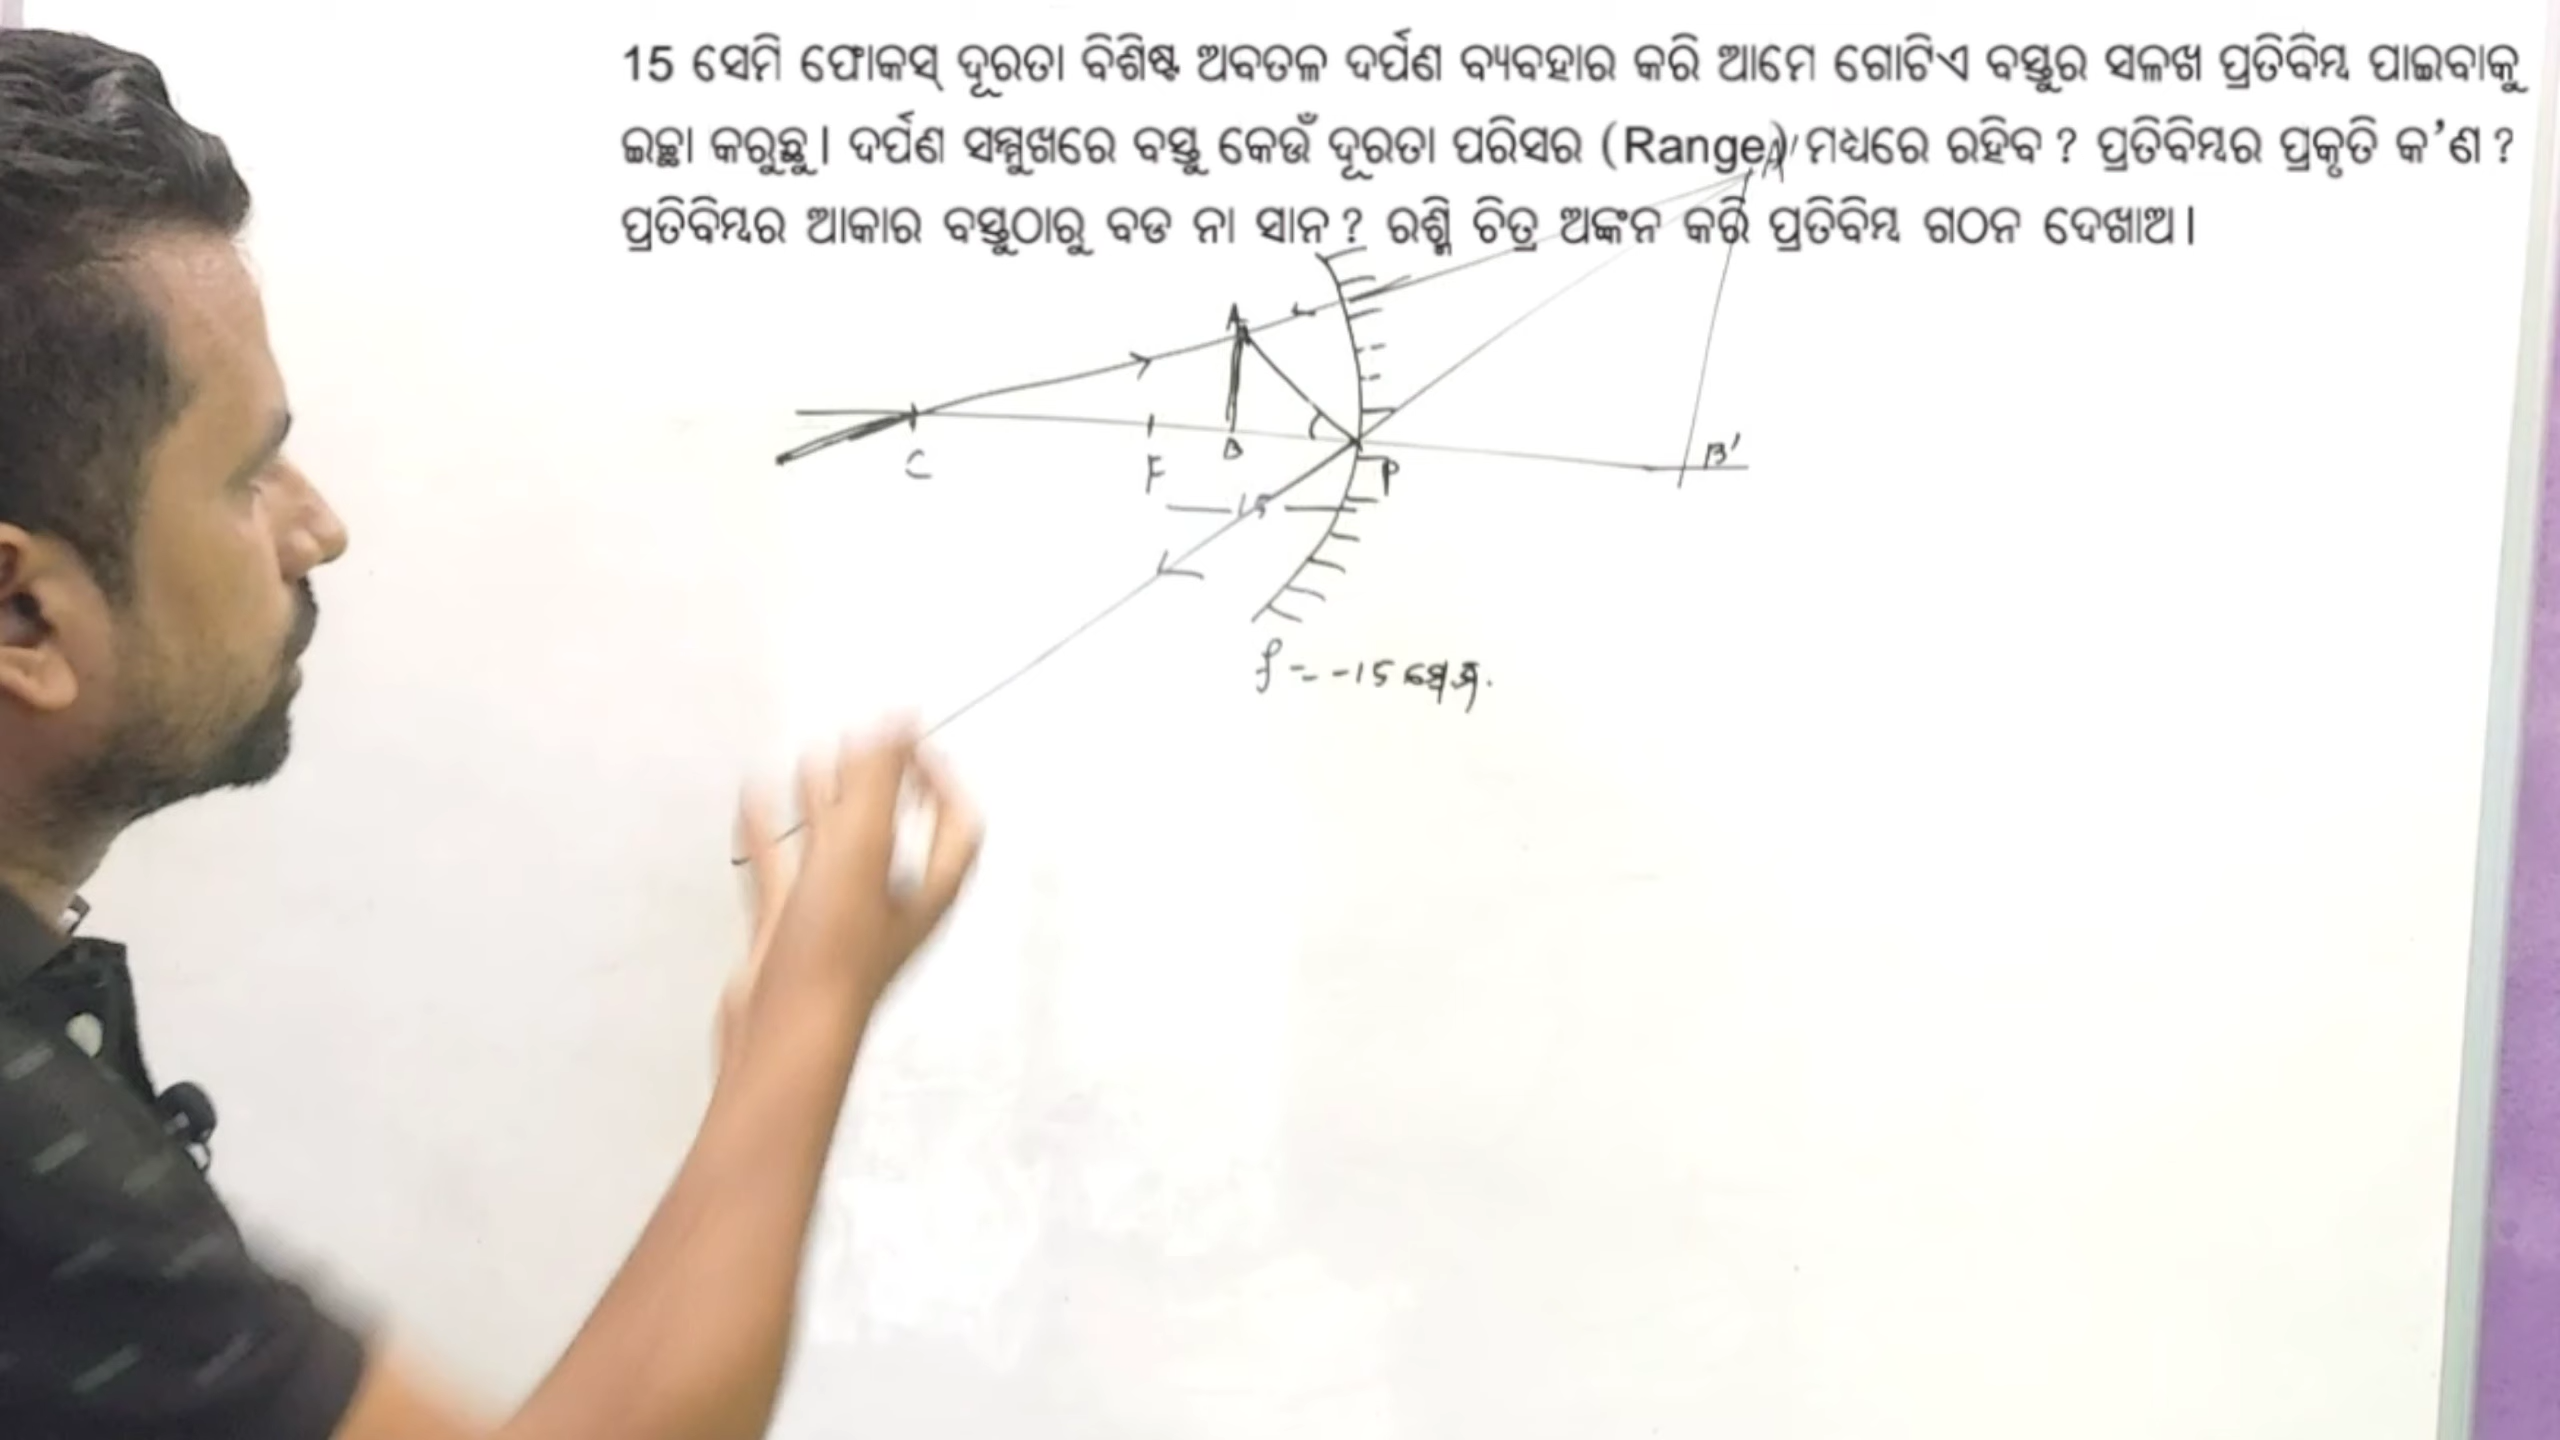 15 ସେମି ଫୋକସ୍ ଦୂରତା ବିଶିଷ୍ଟ ଅବତଳ ଦର୍ପଣ ବ୍ୟବହାର କରି ଆମେ ଗୋଟିଏ ବସ୍ତୁର ସଳଖ ପ୍ରତିବିମ୍ବ ପାଇବାକୁ
ଇଚ୍ଛା କରୁଛୁ। ଦର୍ପଣ ସମ୍ମୁଖରେ ବସ୍ତୁ କେଉଁ ଦୂରତା ପରିସର (Range) ମଧ୍ୟରେ ରହିବ ? ପ୍ରତିବିମ୍ବର ପ୍ରକୃତି କ'ଣ ?
ପ୍ରତିବିମ୍ବର ଆକାର ବସ୍ତୁଠାରୁ ବଡ ନା ସାନ ? ରଶ୍ମି ଚିତ୍ର ଅଙ୍କନ କରି ପ୍ରତିବିମ୍ବ ଗଠନ ଦେଖାଅ।
A'
A
C F B P B'
15
f = -15 ସେମି.